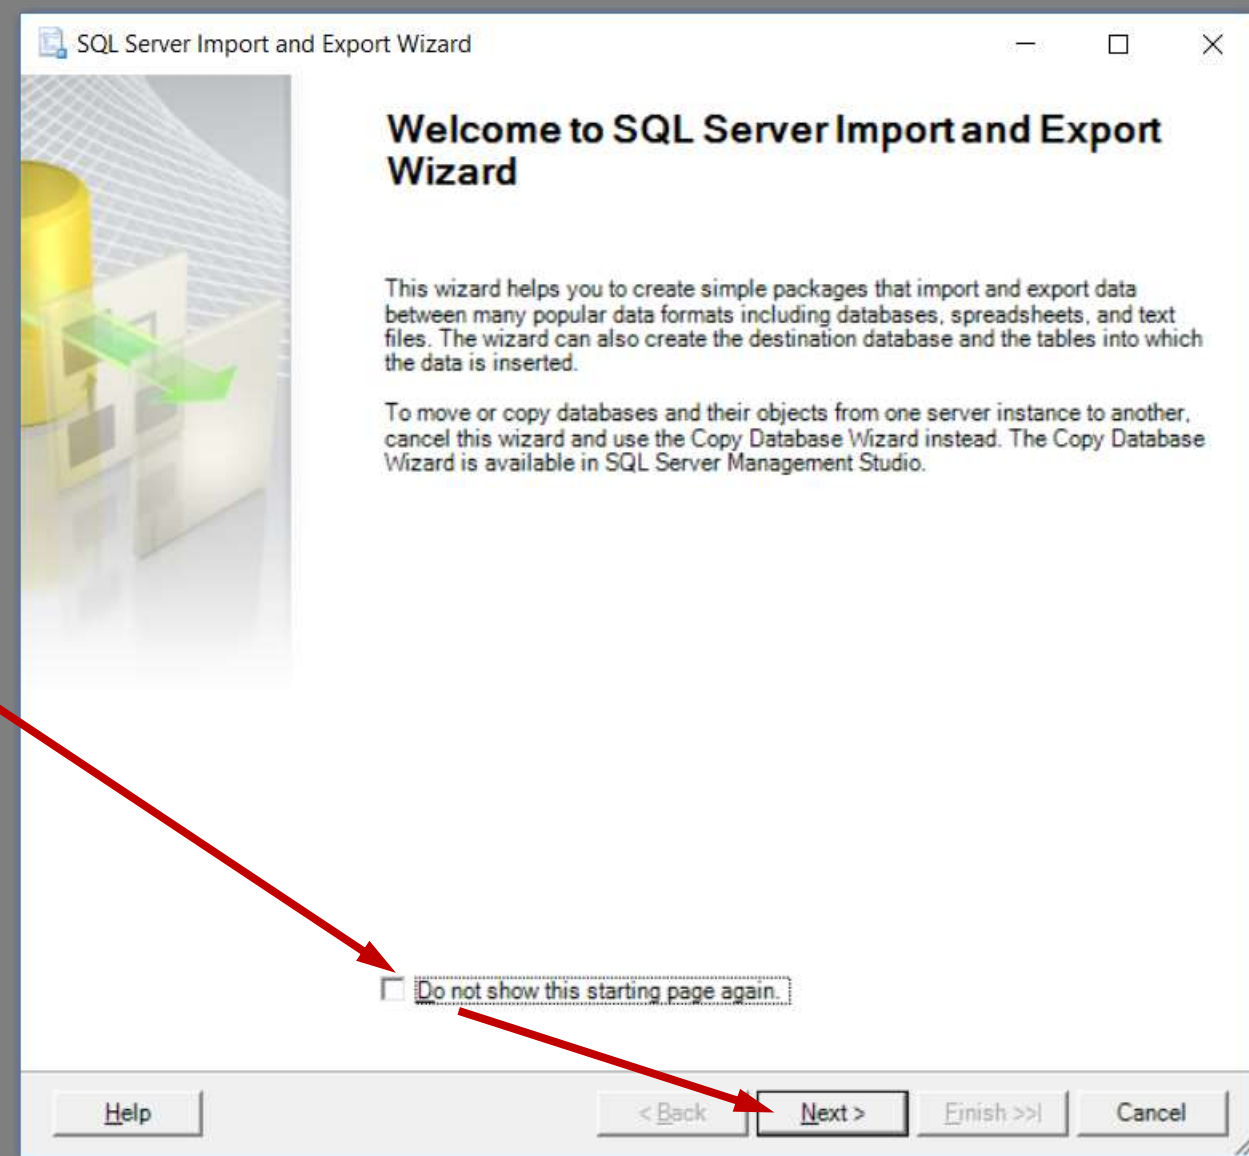 SQL Server Import and Export Wizard
Welcome to SQL Server Import and Export
Wizard
This wizard helps you to create simple packages that import and export data
between many popular data formats including databases, spreadsheets, and text
files. The wizard can also create the destination database and the tables into which
the data is inserted.
To move or copy databases and their objects from one server instance to another,
cancel this wizard and use the Copy Database Wizard instead. The Copy Database
Wizard is available in SQL Server Management Studio.
Do not show this starting page again.
Help
< Back
Next >
Finish >>|
Cancel